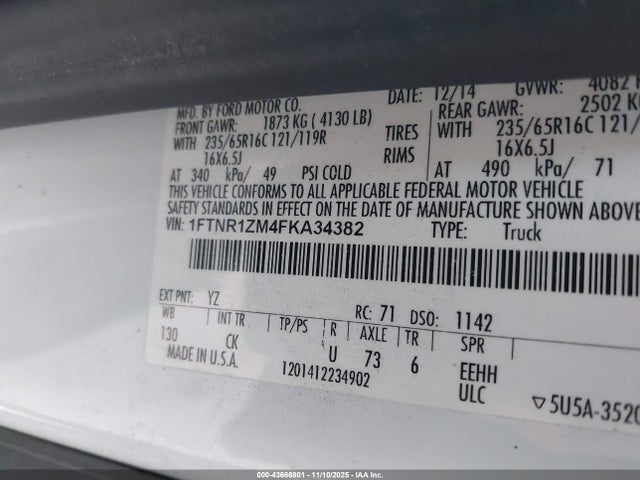 MFD. BY FORD MOTOR CO.
DATE: 12/14 GVWR: 4082
FRONT GAWR: 1873 KG ( 4130 LB) REAR GAWR: 2502 KG
WITH 235/65R16C 121/119R TIRES WITH 235/65R16C 121/
16X6.5J RIMS 16X6.5J
AT 340 kPa/ 49 PSI COLD AT 490 kPa/ 71
THIS VEHICLE CONFORMS TO ALL APPLICABLE FEDERAL MOTOR VEHICLE
SAFETY STANDARDS IN EFFECT ON THE DATE OF MANUFACTURE SHOWN ABOVE
VIN: 1FTNR1ZM4FKA34382 TYPE: Truck
EXT PNT: YZ RC: 71 DSO: 1142
WB INT TR TP/PS R AXLE TR SPR
130 CK U 73 6 EEHH
MADE IN U.S.A. 1201412234902 ULC
5U5A-3520
000-43666801 - 11/10/2025 - IAAI.com